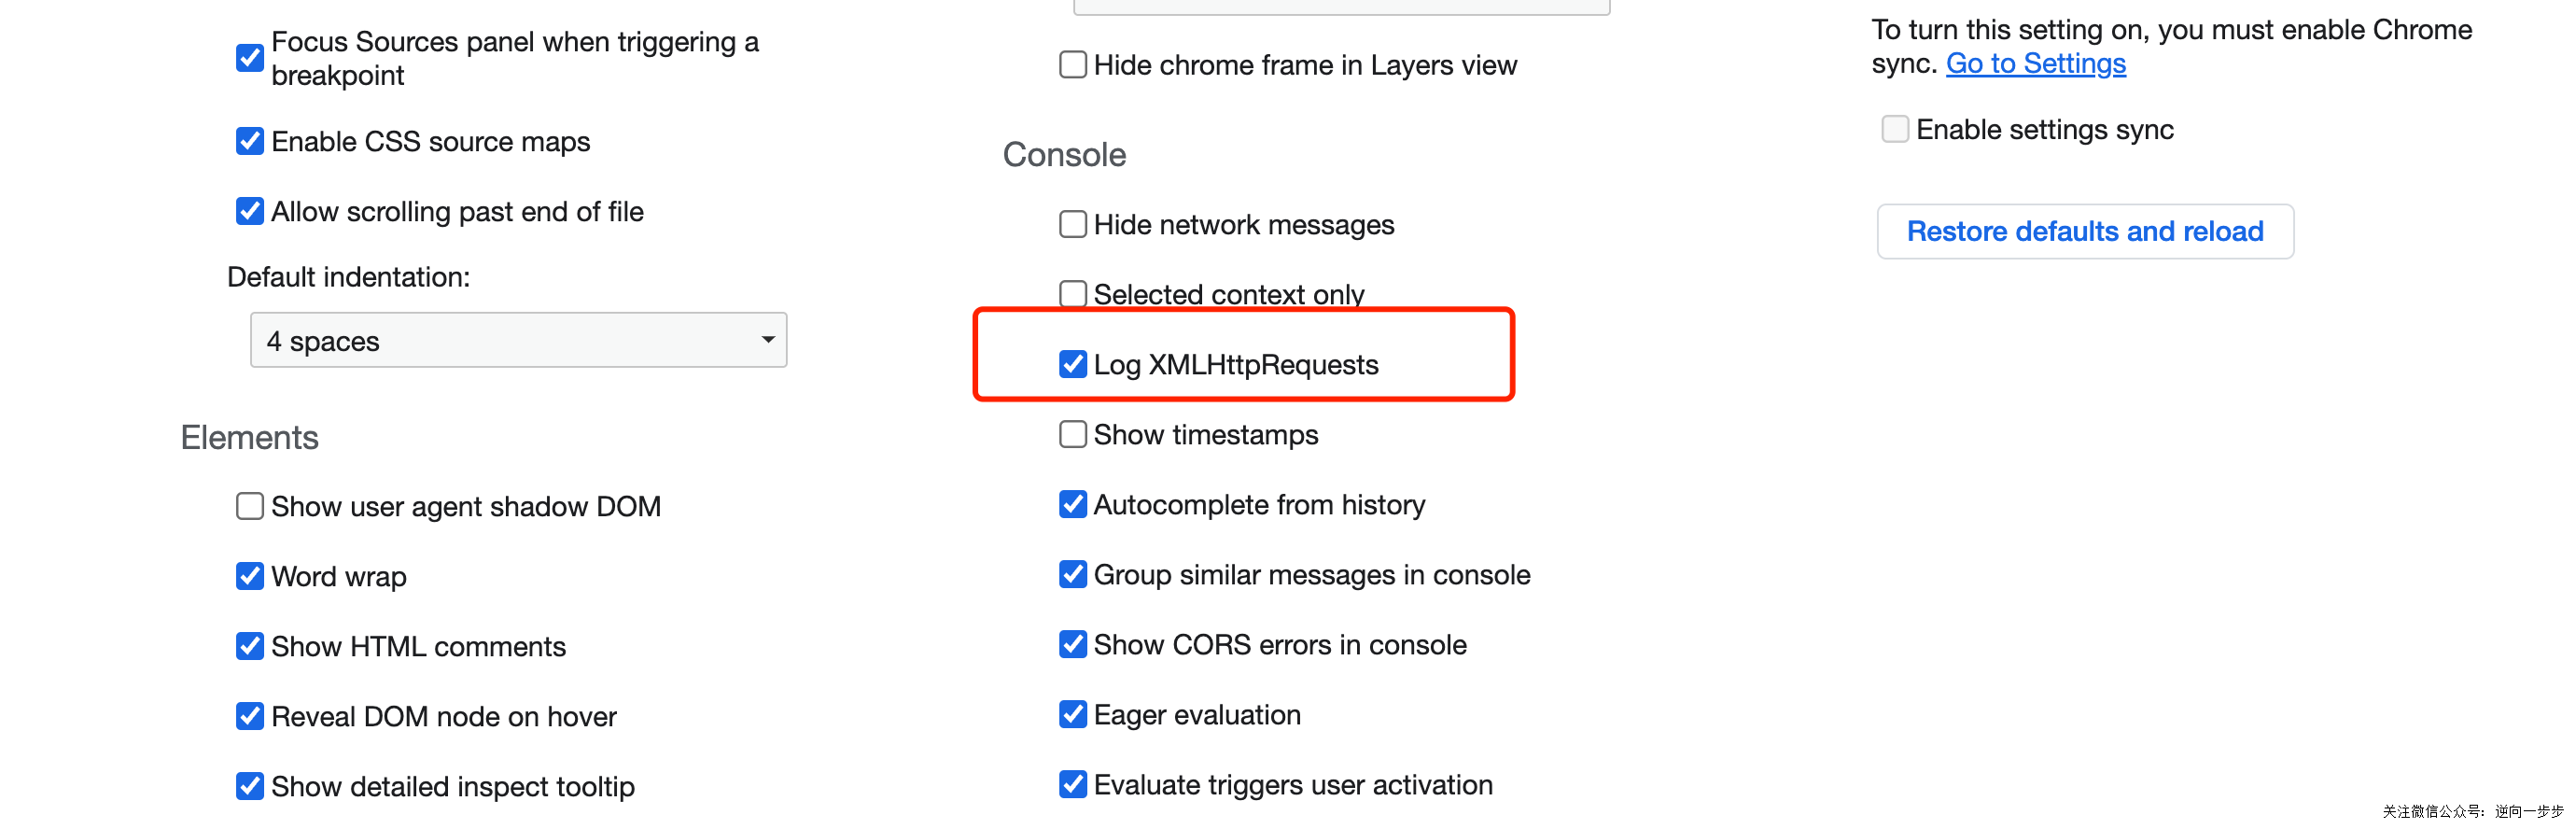 Focus Sources panel when triggering a
breakpoint
Enable CSS source maps
Allow scrolling past end of file
Default indentation:
4 spaces
Elements
Show user agent shadow DOM
Word wrap
Show HTML comments
Reveal DOM node on hover
Show detailed inspect tooltip
Hide chrome frame in Layers view
Console
Hide network messages
Selected context only
Log XMLHttpRequests
Show timestamps
Autocomplete from history
Group similar messages in console
Show CORS errors in console
Eager evaluation
Evaluate triggers user activation
To turn this setting on, you must enable Chrome
sync. Go to Settings
Enable settings sync
Restore defaults and reload
关注微信公众号：逆向一步步